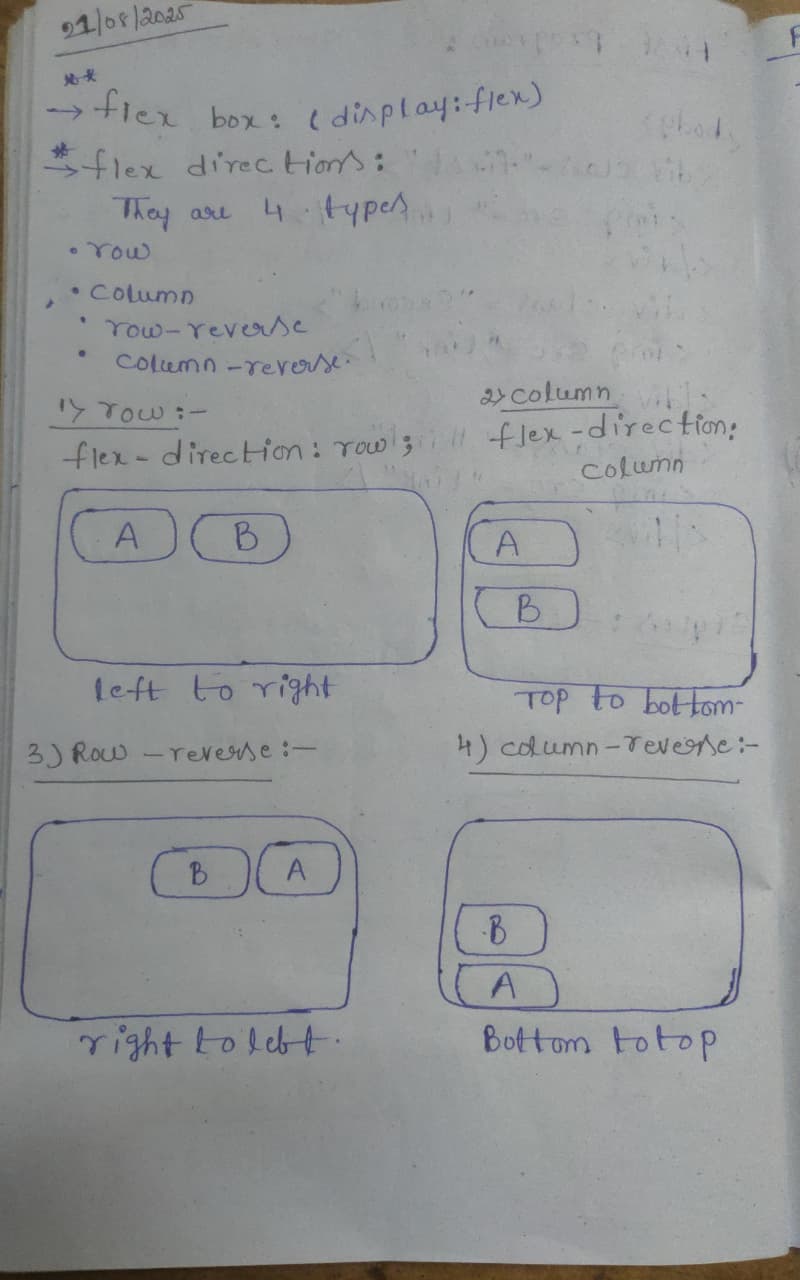 21/08/2025
**
→ flex box: (display:flex)
*
→ flex directions:
They are 4 types
• row
• column
• row-reverse
• column-reverse.
1> row:-
flex-direction: row;
A B
left to right
2> column
flex-direction:
column
A
B
TOP to bottom-
3) Row-reverse:-
B A
right to left.
4) column-reverse:-
B
A
Bottom to top